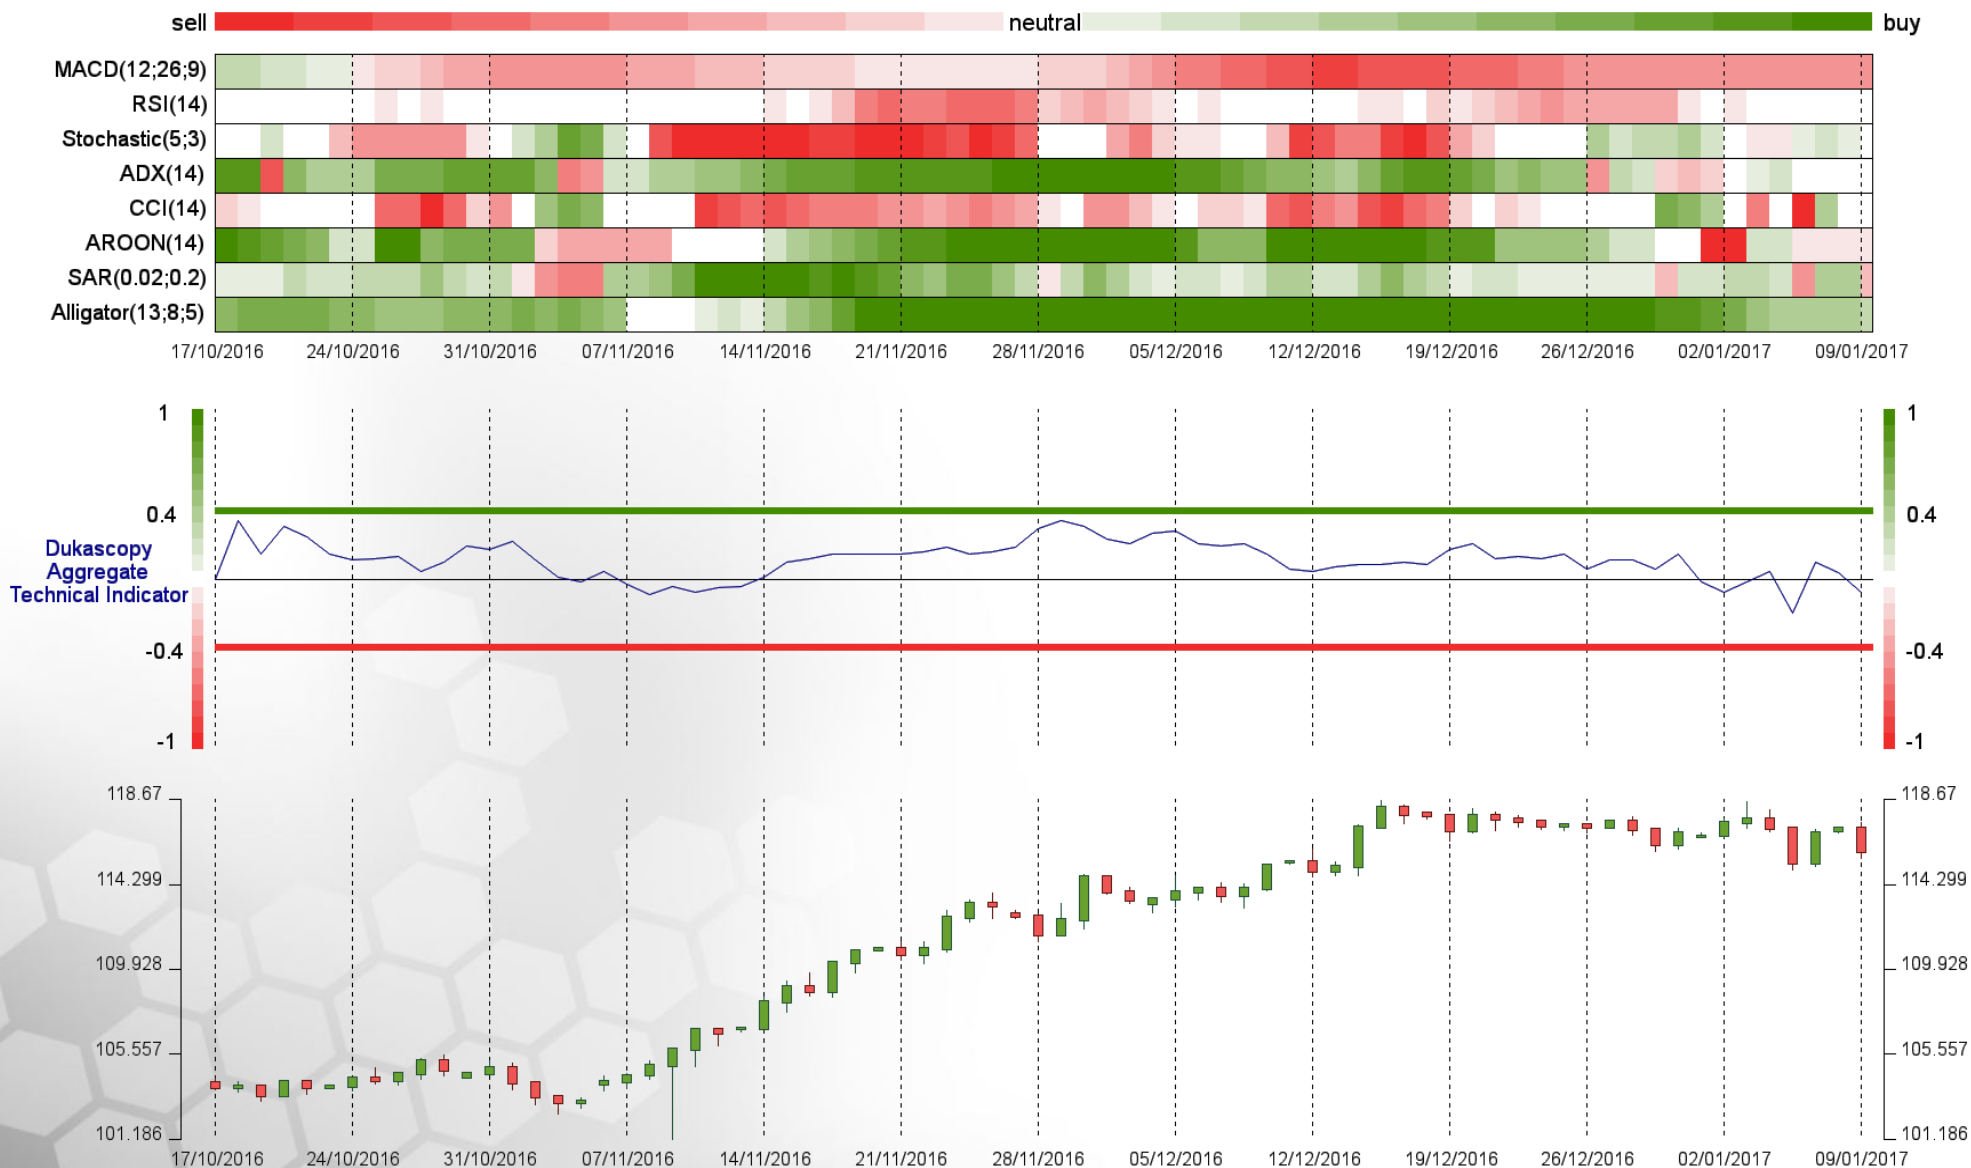 sell neutral buy
MACD(12;26;9)
RSI(14)
Stochastic(5;3)
ADX(14)
CCI(14)
AROON(14)
SAR(0.02;0.2)
Alligator(13;8;5)
17/10/2016 24/10/2016 31/10/2016 07/11/2016 14/11/2016 21/11/2016 28/11/2016 05/12/2016 12/12/2016 19/12/2016 26/12/2016 02/01/2017 09/01/2017
1 1
0.4 0.4
Dukascopy
Aggregate
Technical Indicator
-0.4 -0.4
-1 -1
118.67 118.67
114.299 114.299
109.928 109.928
105.557 105.557
101.186 101.186
17/10/2016 24/10/2016 31/10/2016 07/11/2016 14/11/2016 21/11/2016 28/11/2016 05/12/2016 12/12/2016 19/12/2016 26/12/2016 02/01/2017 09/01/2017